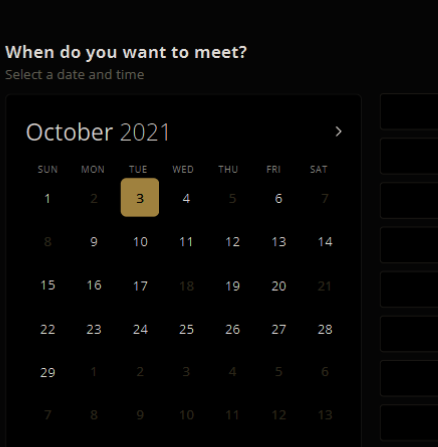 When do you want to meet?
Select a date and time
October 2021
SUN MON TUE WED THU FRI SAT
1 2 3 4 5 6 7
8 9 10 11 12 13 14
15 16 17 18 19 20 21
22 23 24 25 26 27 28
29 1 2 3 4 5 6
7 8 9 10 11 12 13